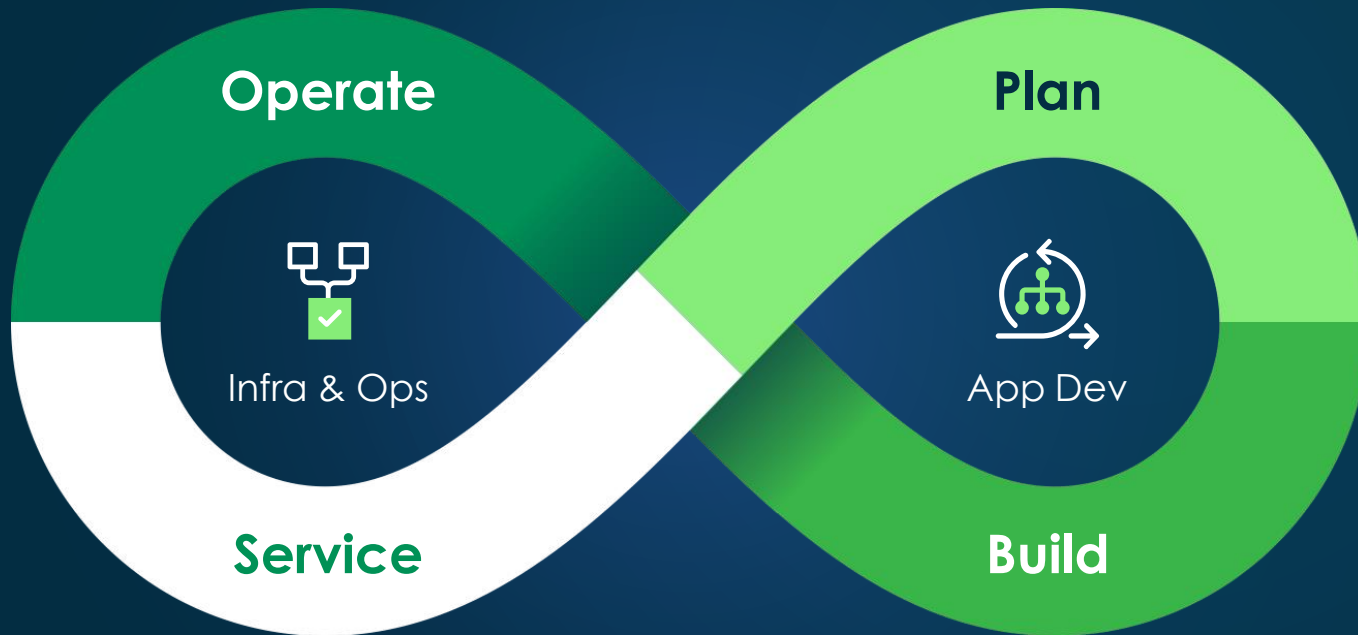 Operate
Plan
Infra & Ops
App Dev
Service
Build